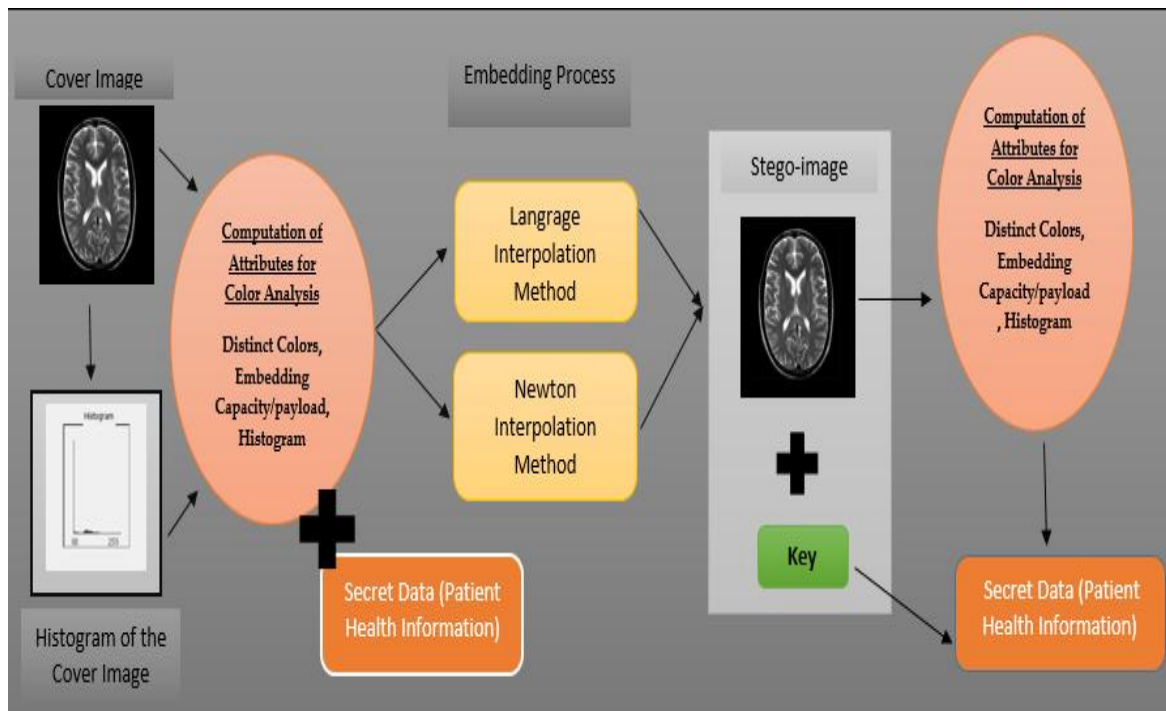 Cover Image
Histogram
00
255
Histogram of the
Cover Image
Computation of
Attributes for
Color Analysis
Distinct Colors,
Embedding
Capacity/payload,
Histogram
Secret Data (Patient
Health Information)
Embedding Process
Langrage
Interpolation
Method
Newton
Interpolation
Method
Stego-image
Key
Computation of
Attributes for
Color Analysis
Distinct Colors,
Embedding
Capacity/payload
, Histogram
Secret Data (Patient
Health Information)